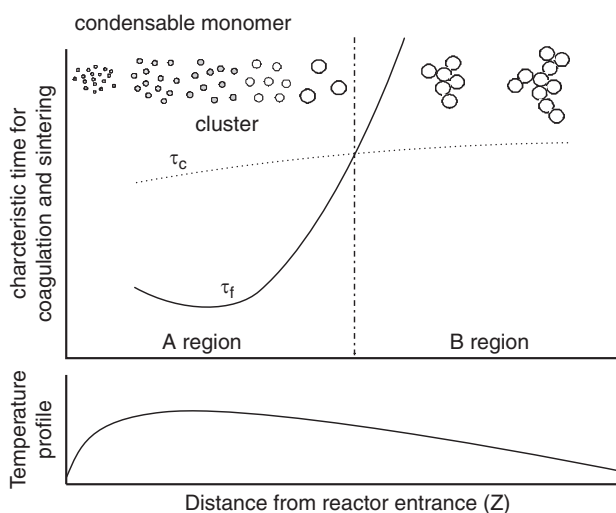 condensable monomer
cluster
charcteristic time for
coagulation and sintering
τc
τf
A region
B region
Temperature
profile
Distance from reactor entrance (Z)